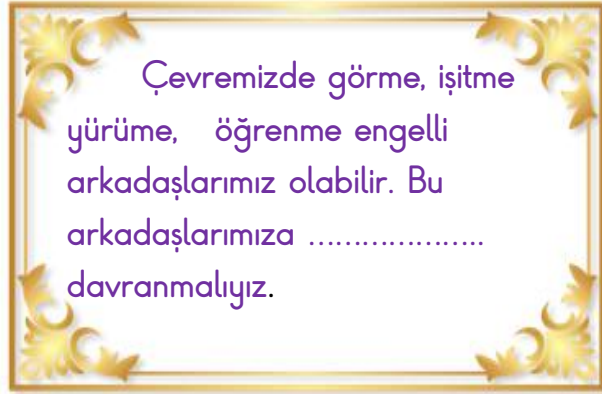 Çevremizde görme, işitme
yürüme, öğrenme engelli
arkadaşlarımız olabilir. Bu
arkadaşlarımıza ………………..
davranmalıyız.